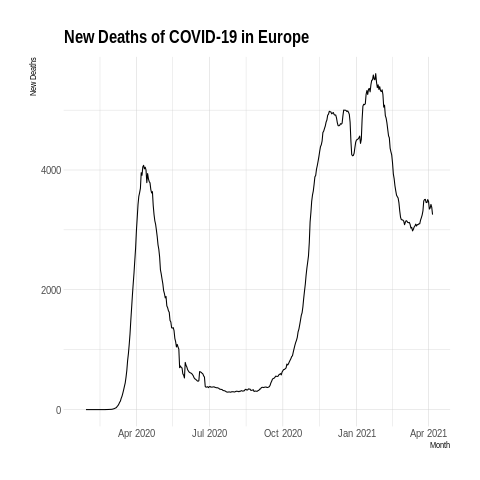 New Deaths of COVID-19 in Europe
New Deaths
4000
2000
0
Apr 2020 Jul 2020 Oct 2020 Jan 2021 Apr 2021
Month